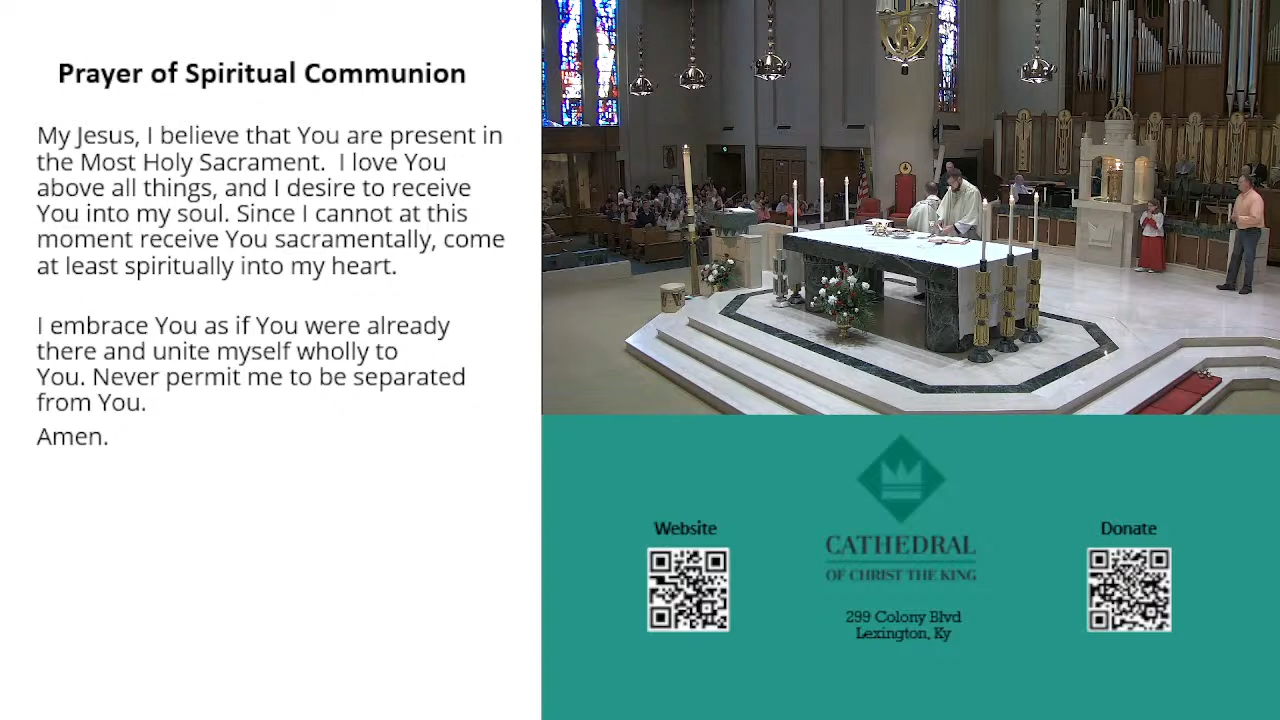 Prayer of Spiritual Communion
My Jesus, I believe that You are present in
the Most Holy Sacrament.  I love You
above all things, and I desire to receive
You into my soul. Since I cannot at this
moment receive You sacramentally, come
at least spiritually into my heart.
I embrace You as if You were already
there and unite myself wholly to
You. Never permit me to be separated
from You.
Amen.
Website
CATHEDRAL
OF CHRIST THE KING
299 Colony Blvd
Lexington, Ky
Donate